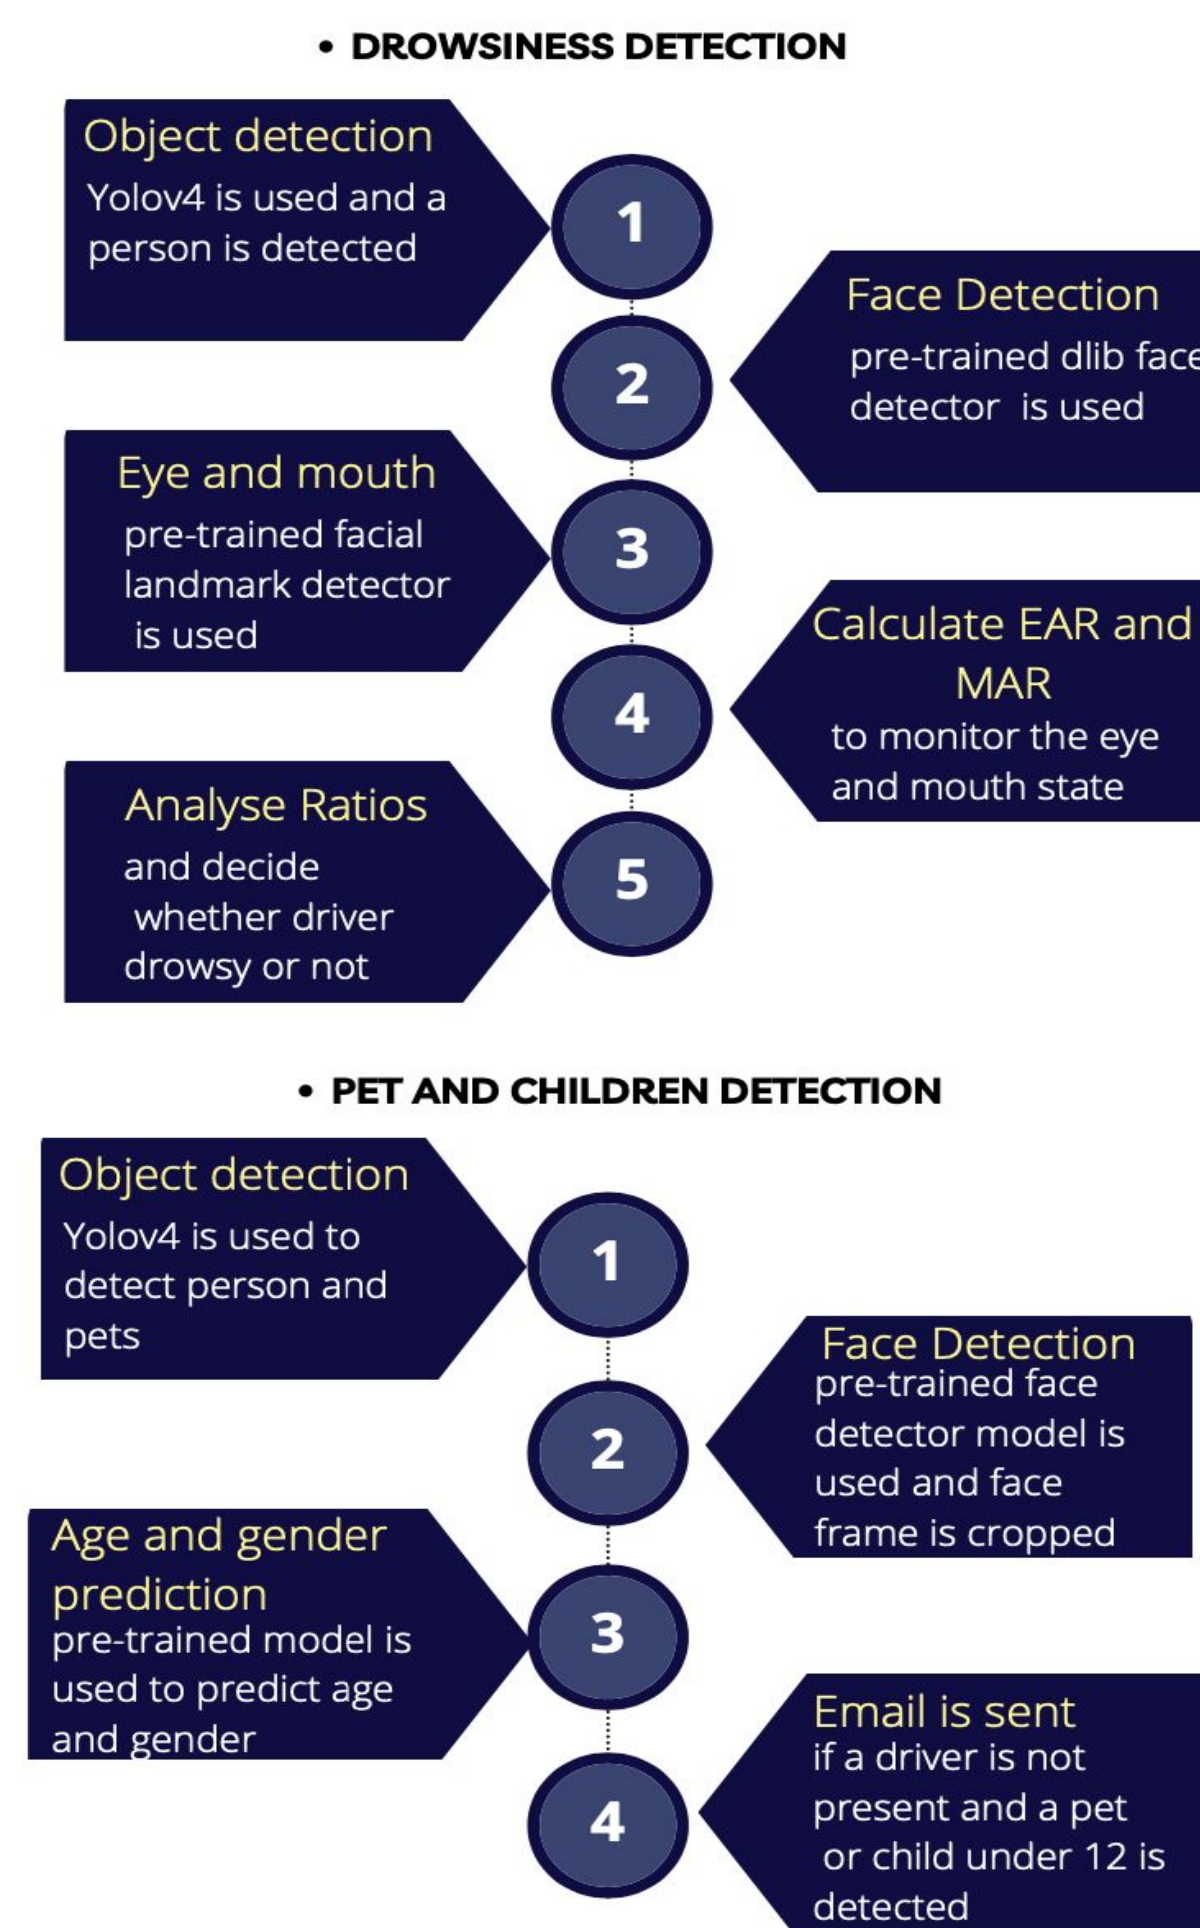 • DROWSINESS DETECTION
Object detection
Yolov4 is used and a
person is detected
1
2
Face Detection
pre-trained dlib face
detector is used
Eye and mouth
pre-trained facial
landmark detector
is used
3
Calculate EAR and
MAR
to monitor the eye
and mouth state
4
Analyse Ratios
and decide
whether driver
drowsy or not
5
• PET AND CHILDREN DETECTION
Object detection
Yolov4 is used to
detect person and
pets
1
Face Detection
pre-trained face
detector model is
used and face
frame is cropped
2
Age and gender
prediction
pre-trained model is
used to predict age
and gender
3
Email is sent
if a driver is not
present and a pet
or child under 12 is
detected
4